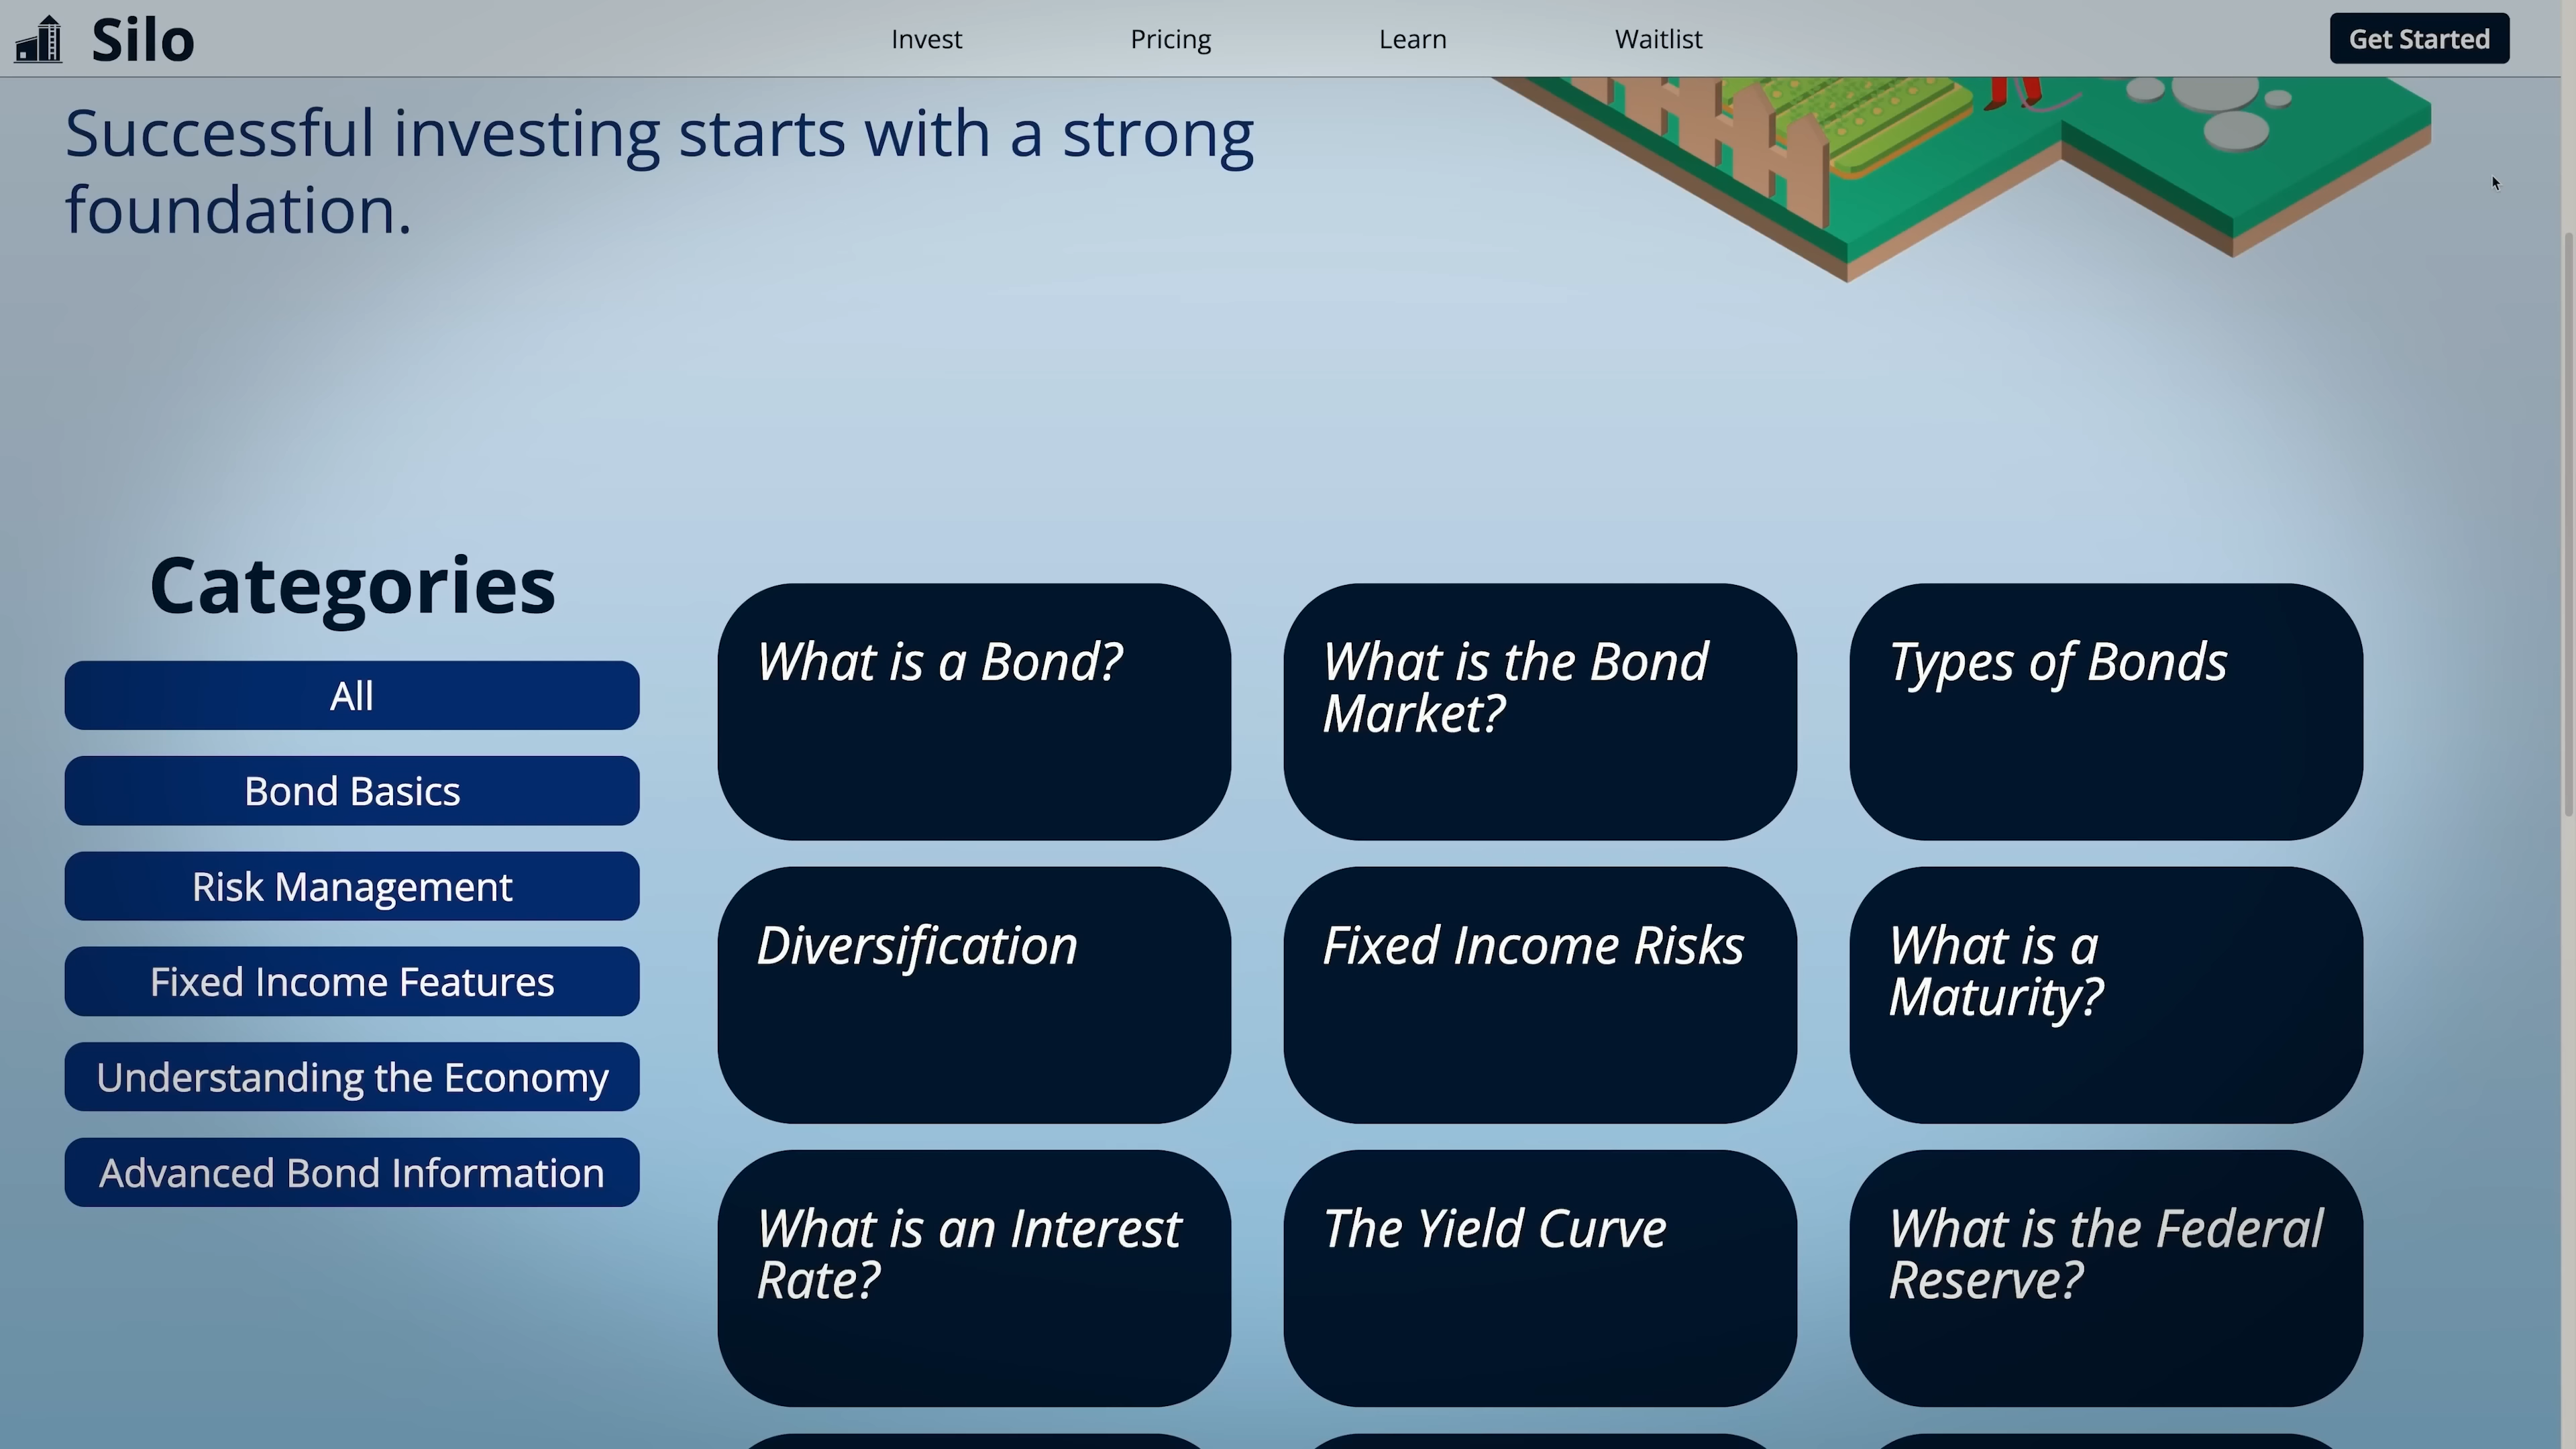 Silo
Invest
Pricing
Learn
Waitlist
Get Started
Successful investing starts with a strong
foundation.
Categories
All
Bond Basics
Risk Management
Fixed Income Features
Understanding the Economy
Advanced Bond Information
What is a Bond?
What is the Bond
Market?
Types of Bonds
Diversification
Fixed Income Risks
What is a
Maturity?
What is an Interest
Rate?
The Yield Curve
What is the Federal
Reserve?